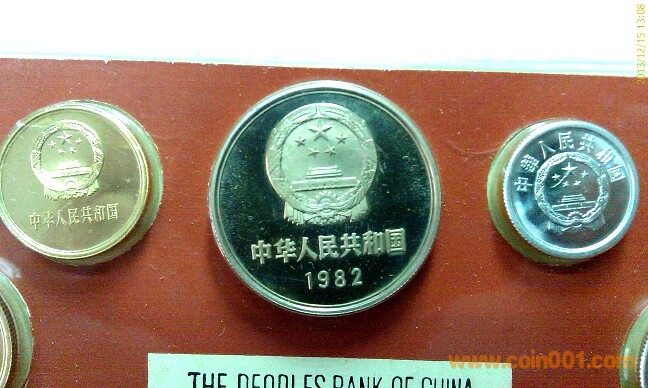 2013/12/15 13:08
中华人民共和国
中华人民共和国
1982
中華人民共和国
THE PEOPLES BANK OF CHINA
www.coin001.com